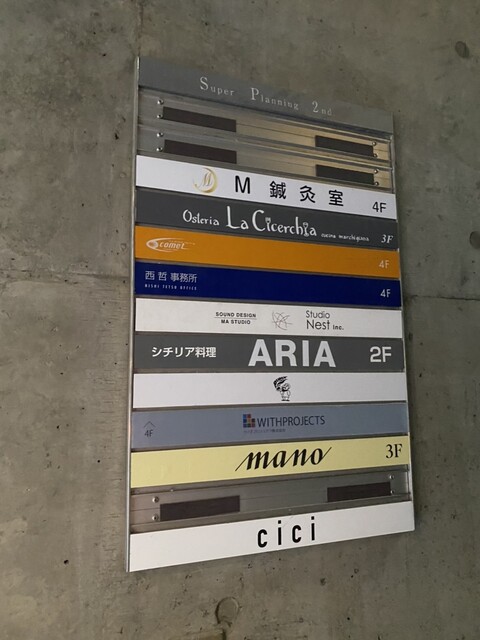 Super Planning 2nd
M 鍼灸室 4F
Osteria La Cicerchia cucina marchigiana 3F
comet 4F
西 哲 事務所 4F
NISHI TETSU OFFICE
SOUND DESIGN
MA STUDIO
Studio
Nest inc.
シチリア料理 ARIA 2F
WITHPROJECTS
4F
mano 3F
cici